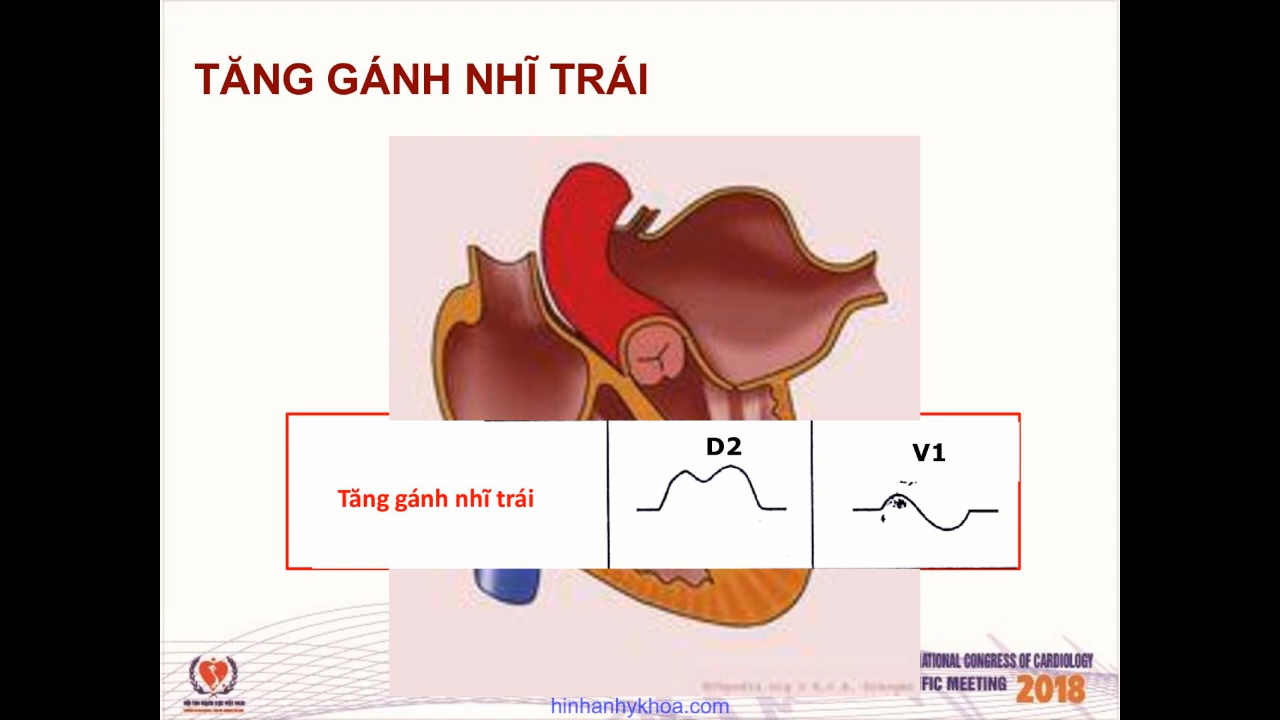 TĂNG GÁNH NHĨ TRÁI
D2
V1
Tăng gánh nhĩ trái
ATIONAL CONGRESS OF CARDIOLOGY
FIC MEETING 2018
hinhanhykhoa.com